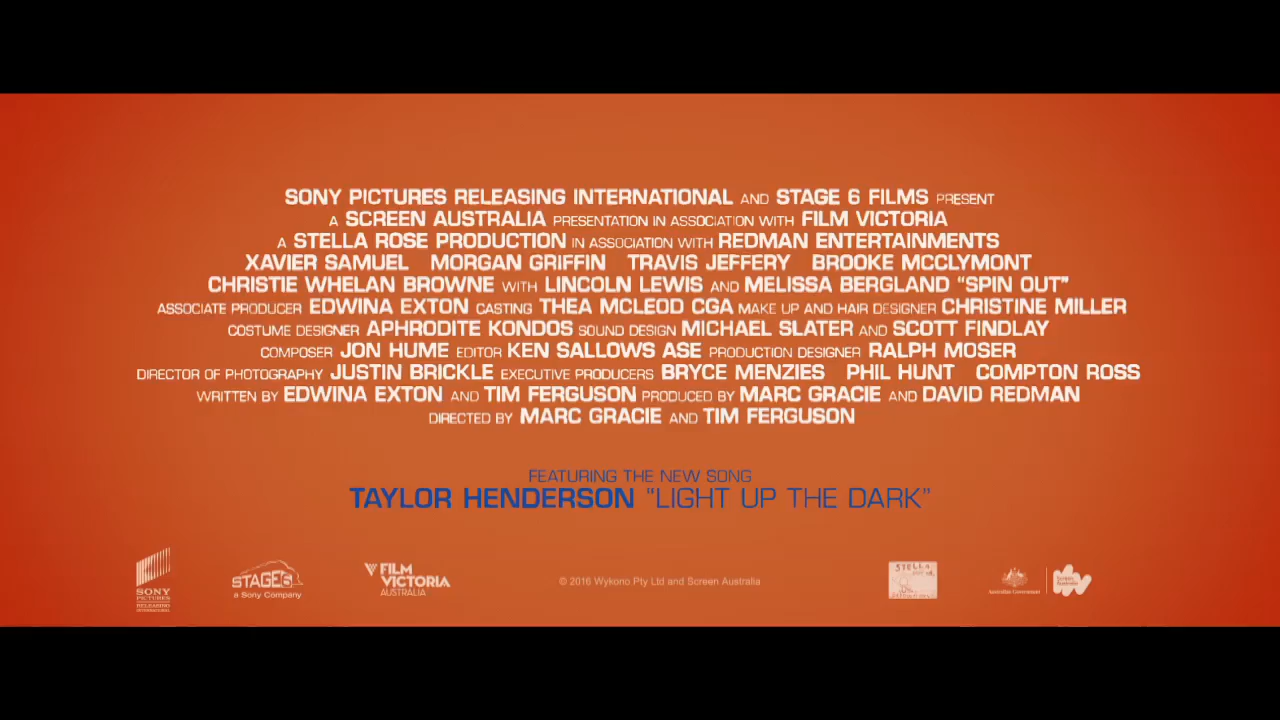 SONY PICTURES RELEASING INTERNATIONAL AND STAGE 6 FILMS PRESENT
A SCREEN AUSTRALIA PRESENTATION IN ASSOCIATION WITH FILM VICTORIA
A STELLA ROSE PRODUCTION IN ASSOCIATION WITH REDMAN ENTERTAINMENTS
XAVIER SAMUEL MORGAN GRIFFIN TRAVIS JEFFERY BROOKE MCCLYMONT
CHRISTIE WHELAN BROWNE WITH LINCOLN LEWIS AND MELISSA BERGLAND "SPIN OUT"
ASSOCIATE PRODUCER EDWINA EXTON CASTING THEA MCLEOD CGA MAKE UP AND HAIR DESIGNER CHRISTINE MILLER
COSTUME DESIGNER APHRODITE KONDOS SOUND DESIGN MICHAEL SLATER AND SCOTT FINDLAY
COMPOSER JON HUME EDITOR KEN SALLOWS ASE PRODUCTION DESIGNER RALPH MOSER
DIRECTOR OF PHOTOGRAPHY JUSTIN BRICKLE EXECUTIVE PRODUCERS BRYCE MENZIES PHIL HUNT COMPTON ROSS
WRITTEN BY EDWINA EXTON AND TIM FERGUSON PRODUCED BY MARC GRACIE AND DAVID REDMAN
DIRECTED BY MARC GRACIE AND TIM FERGUSON
FEATURING THE NEW SONG
TAYLOR HENDERSON "LIGHT UP THE DARK"
SONY
PICTURES
RELEASING
INTERNATIONAL
STAGE6
a Sony Company
FILM
VICTORIA
AUSTRALIA
© 2016 Wykono Pty Ltd and Screen Australia
STELLA
Australian Government
Screen
Australia